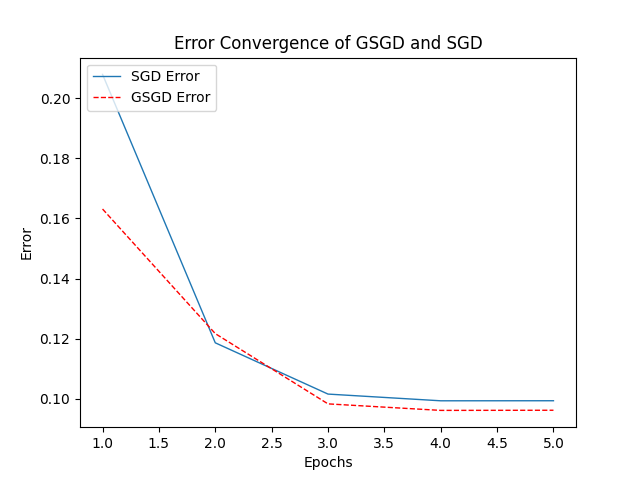 Error Convergence of GSGD and SGD
SGD Error
GSGD Error
0.20
0.18
0.16
0.14
0.12
0.10
Error
1.0 1.5 2.0 2.5 3.0 3.5 4.0 4.5 5.0
Epochs